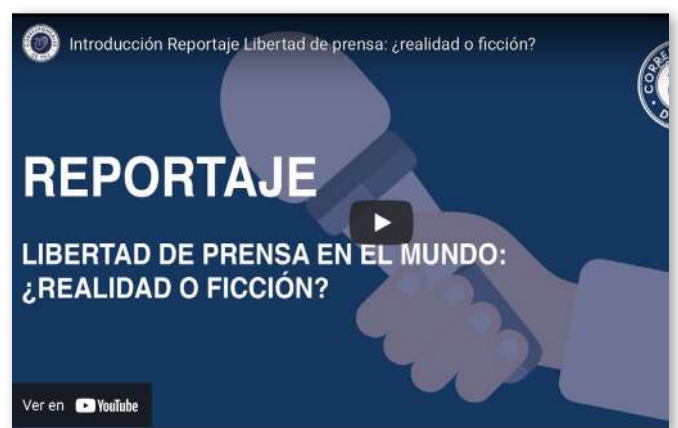 Introducción Reportaje Libertad de prensa: ¿realidad o ficción?
REPORTAJE
LIBERTAD DE PRENSA EN EL MUNDO:
¿REALIDAD O FICCIÓN?
Ver en YouTube